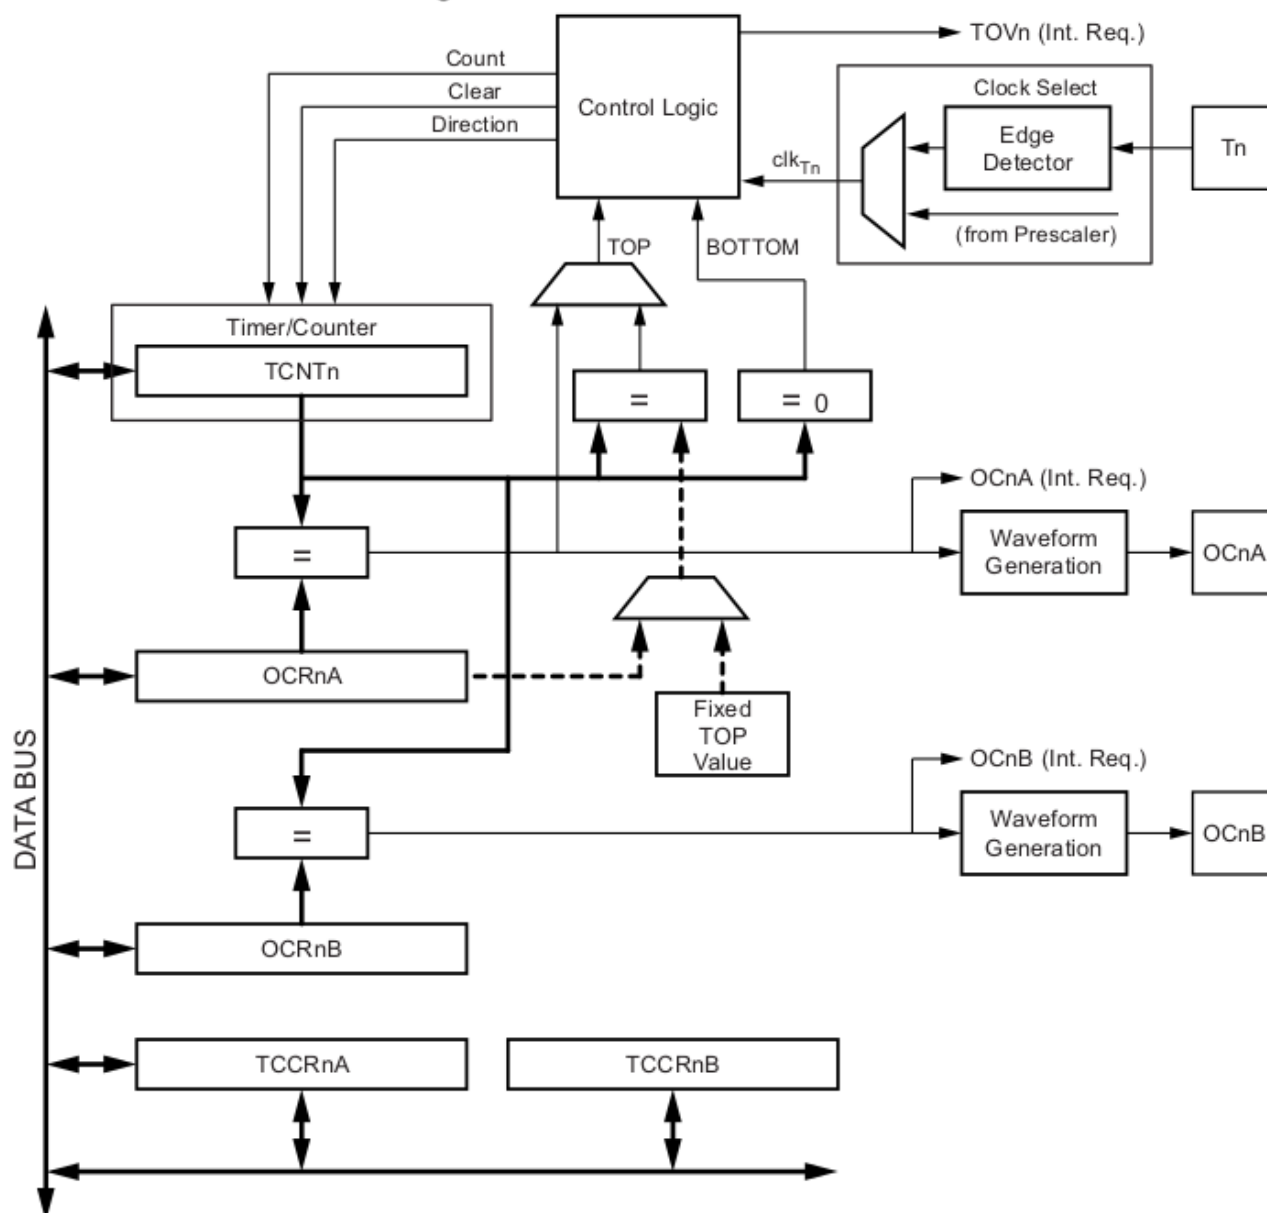 TOVn (Int. Req.)
Count
Clear
Direction
Control Logic
Clock Select
Edge
Detector
Tn
clk_Tn
(from Prescaler)
TOP
BOTTOM
Timer/Counter
TCNTn
=
= 0
OCnA (Int. Req.)
=
Waveform
Generation
OCnA
OCRnA
Fixed
TOP
Value
DATA BUS
OCnB (Int. Req.)
=
Waveform
Generation
OCnB
OCRnB
TCCRnA
TCCRnB